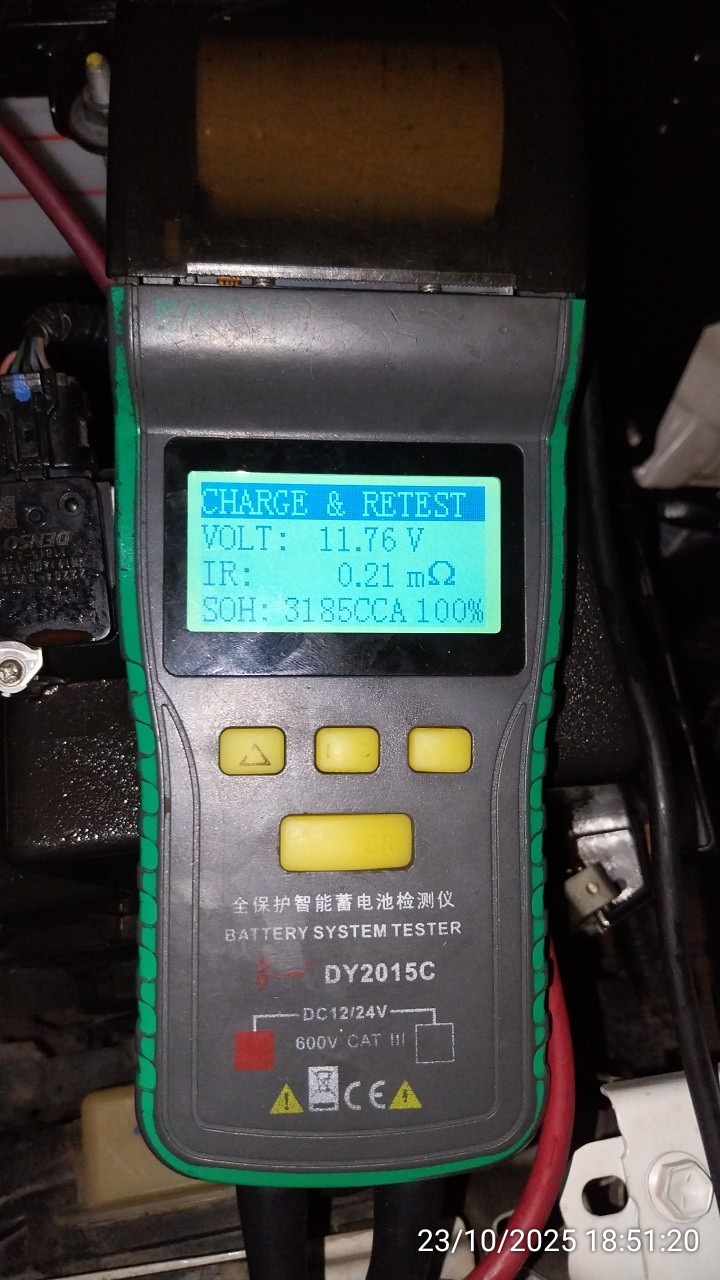 CHARGE & RETEST
VOLT: 11.76 V
IR: 0.21 mΩ
SOH: 3185CCA 100%
DENSO
全保护智能蓄电池检测仪
BATTERY SYSTEM TESTER
DY2015C
DC12/24V
600V CAT III
CE
23/10/2025 18:51:20